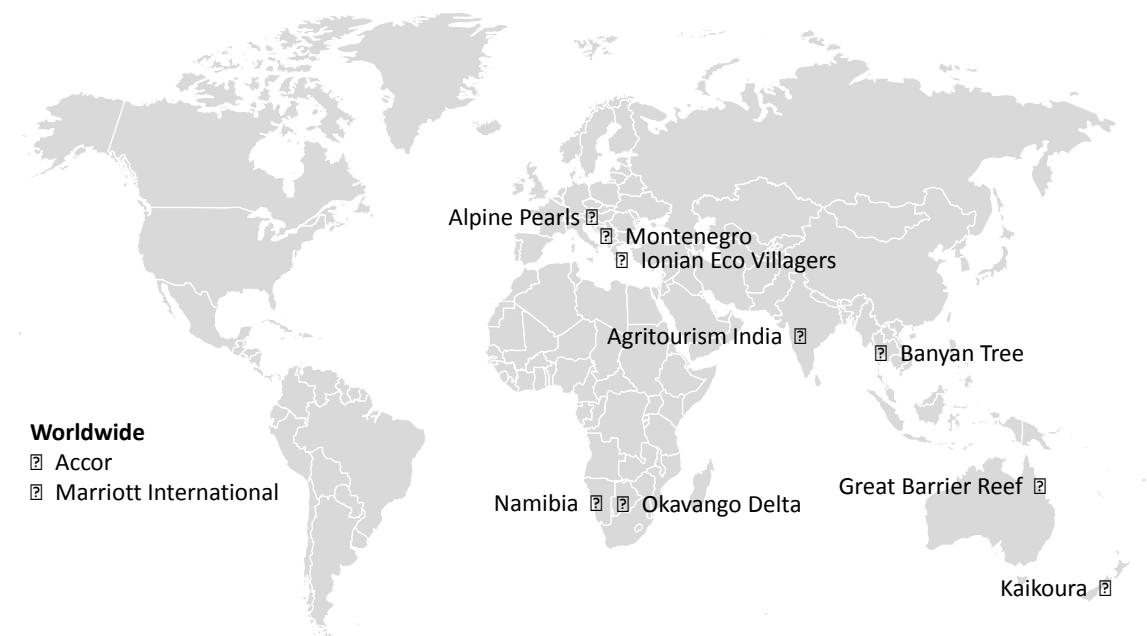 Alpine Pearls
Montenegro
Ionian Eco Villagers
Agritourism India
Banyan Tree
Worldwide
Accor
Marriott International
Great Barrier Reef
Namibia
Okavango Delta
Kaikoura